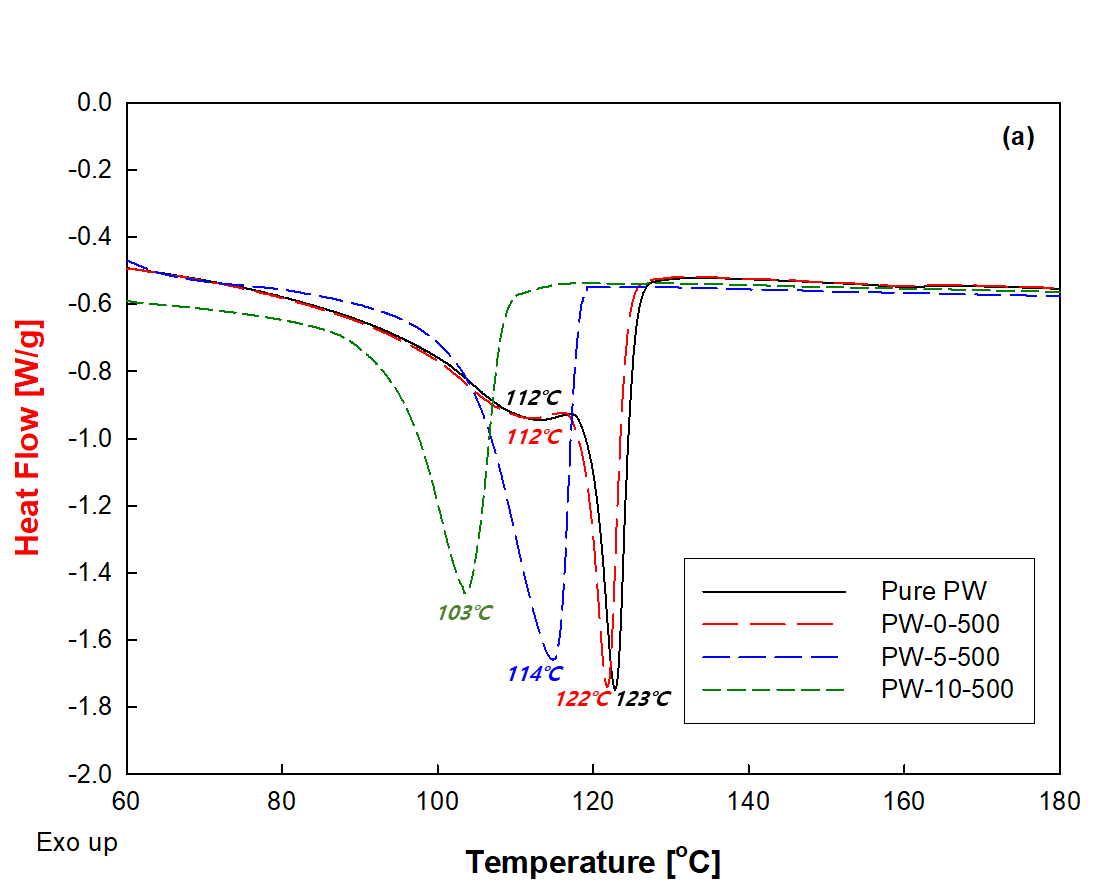 (a)
0.0
-0.2
-0.4
-0.6
-0.8
-1.0
-1.2
-1.4
-1.6
-1.8
-2.0
Heat Flow [W/g]
112℃
112℃
103℃
114℃
122℃
123℃
Pure PW
PW-0-500
PW-5-500
PW-10-500
60 80 100 120 140 160 180
Exo up
Temperature [°C]